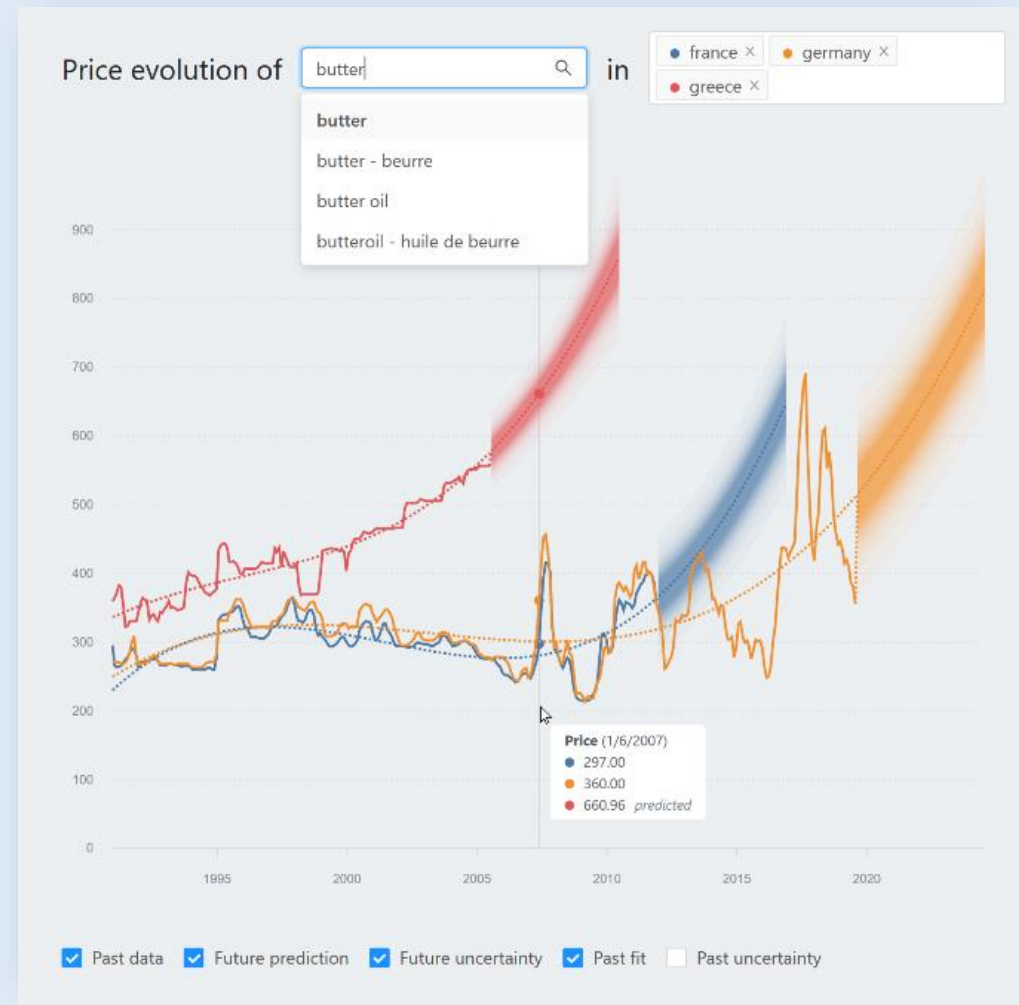 Price evolution of butter in
france × germany ×
greece ×
butter
butter - beurre
butter oil
butteroil - huile de beurre
900
800
700
600
500
400
300
200
100
0
Price (1/6/2007)
297.00
360.00
660.96 predicted
1995 2000 2005 2010 2015 2020
Past data Future prediction Future uncertainty Past fit Past uncertainty